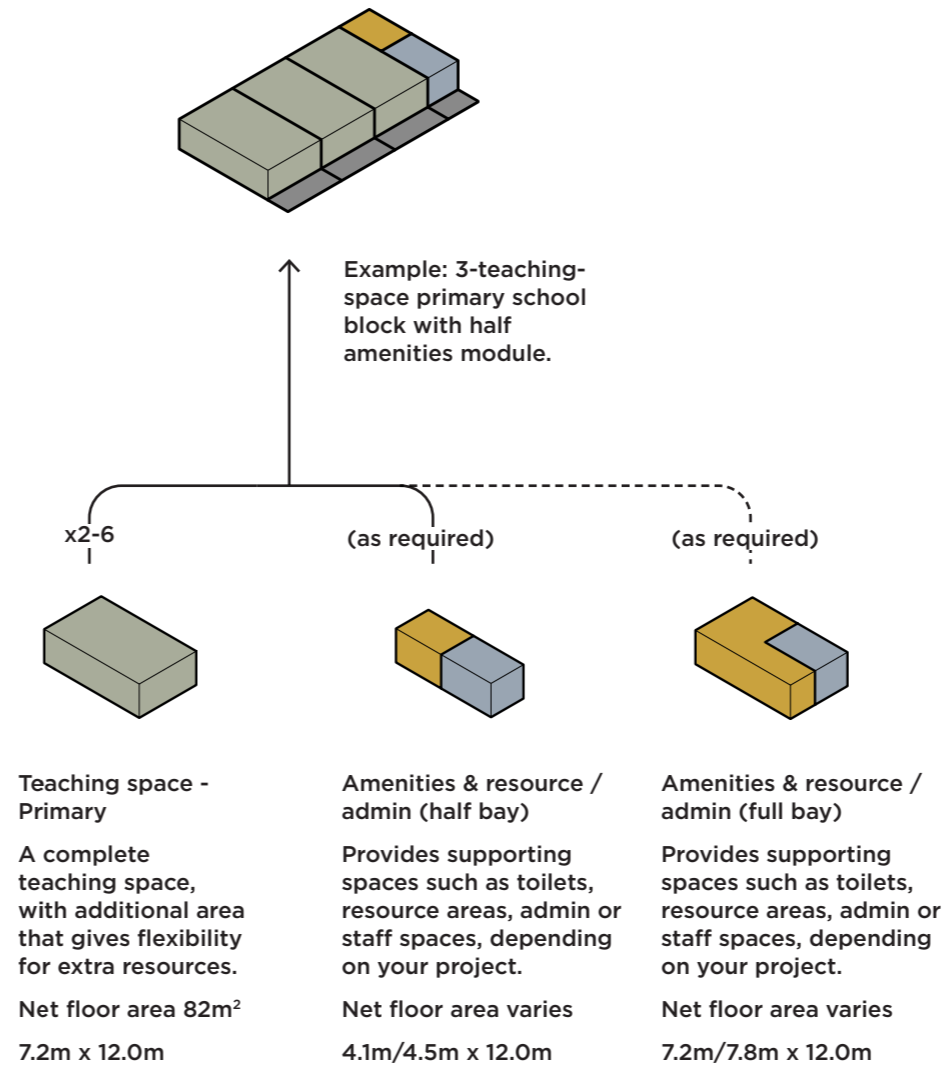 Example: 3-teaching-
space primary school
block with half
amenities module.
x2-6
(as required)
(as required)
Teaching space -
Primary
A complete
teaching space,
with additional area
that gives flexibility
for extra resources.
Net floor area 82m²
7.2m x 12.0m
Amenities & resource /
admin (half bay)
Provides supporting
spaces such as toilets,
resource areas, admin or
staff spaces, depending
on your project.
Net floor area varies
4.1m/4.5m x 12.0m
Amenities & resource /
admin (full bay)
Provides supporting
spaces such as toilets,
resource areas, admin or
staff spaces, depending
on your project.
Net floor area varies
7.2m/7.8m x 12.0m